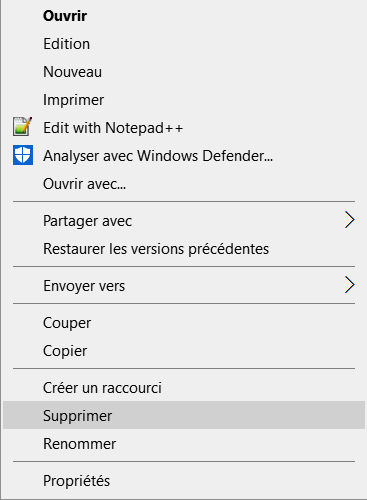 Ouvrir
Edition
Nouveau
Imprimer
Edit with Notepad++
Analyser avec Windows Defender...
Ouvrir avec...
Partager avec
Restaurer les versions précédentes
Envoyer vers
Couper
Copier
Créer un raccourci
Supprimer
Renommer
Propriétés